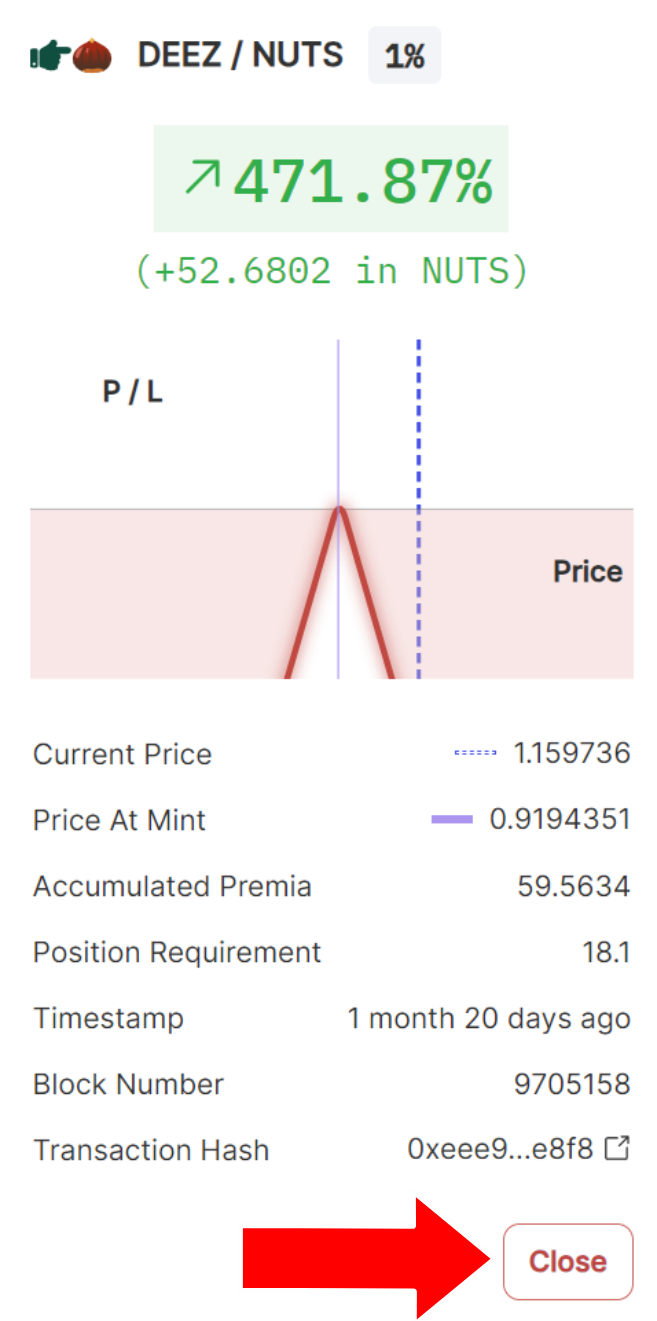 DEEZ / NUTS 1%
↗471.87%
(+52.6802 in NUTS)
P / L
Price
Current Price 1.159736
Price At Mint 0.9194351
Accumulated Premia 59.5634
Position Requirement 18.1
Timestamp 1 month 20 days ago
Block Number 9705158
Transaction Hash 0xeee9...e8f8
Close